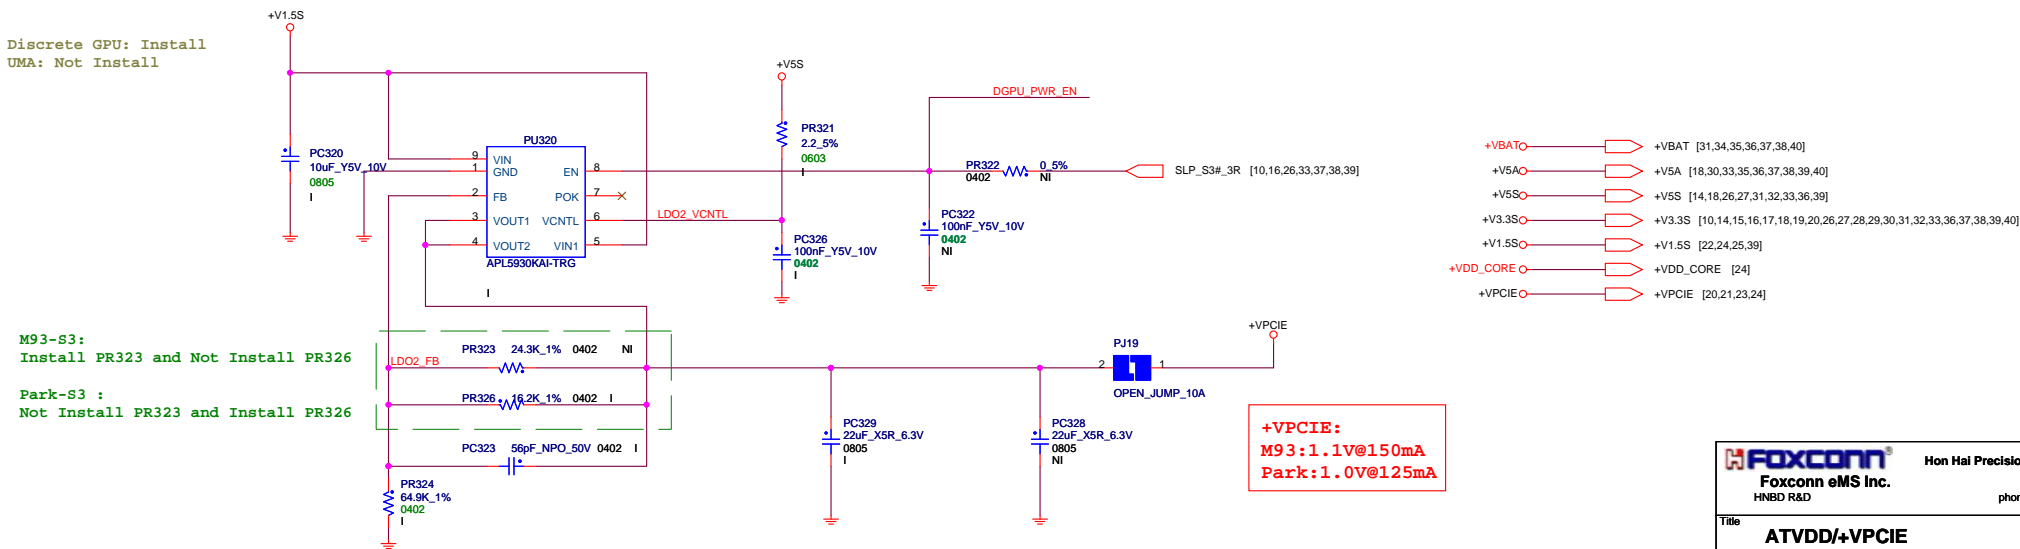 +V1.5S
Discrete GPU: Install
UMA: Not Install
+V5S
DGPU_PWR_EN
PR321
2.2_5%
0603
I
PU320
PC320
10uF_Y5V_10V
0805
I
9 VIN
1 GND
2 FB
3 VOUT1
4 VOUT2
EN 8
POK 7
VCNTL 6
VIN1 5
APL5930KAI-TRG
I
LDO2_VCNTL
PR322
0402
0_5%
NI
SLP_S3#_3R [10,16,26,33,37,38,39]
PC322
100nF_Y5V_10V
0402
NI
PC326
100nF_Y5V_10V
0402
I
+VBAT +VBAT [31,34,35,36,37,38,40]
+V5A +V5A [18,30,33,35,36,37,38,39,40]
+V5S +V5S [14,18,26,27,31,32,33,36,39]
+V3.3S +V3.3S [10,14,15,16,17,18,19,20,26,27,28,29,30,31,32,33,36,37,38,39,40]
+V1.5S +V1.5S [22,24,25,39]
+VDD_CORE +VDD_CORE [24]
+VPCIE +VPCIE [20,21,23,24]
M93-S3:
Install PR323 and Not Install PR326
Park-S3 :
Not Install PR323 and Install PR326
PR323 24.3K_1% 0402 NI
LDO2_FB
PR326 16.2K_1% 0402 I
PC323 56pF_NPO_50V 0402 I
PR324
64.9K_1%
0402
I
PC329
22uF_X5R_6.3V
0805
I
PC328
22uF_X5R_6.3V
0805
NI
PJ19
2 1
OPEN_JUMP_10A
+VPCIE
+VPCIE:
M93:1.1V@150mA
Park:1.0V@125mA
FOXCONN® Hon Hai Precisio
Foxconn eMS Inc.
HNBD R&D phor
Title
ATVDD/+VPCIE